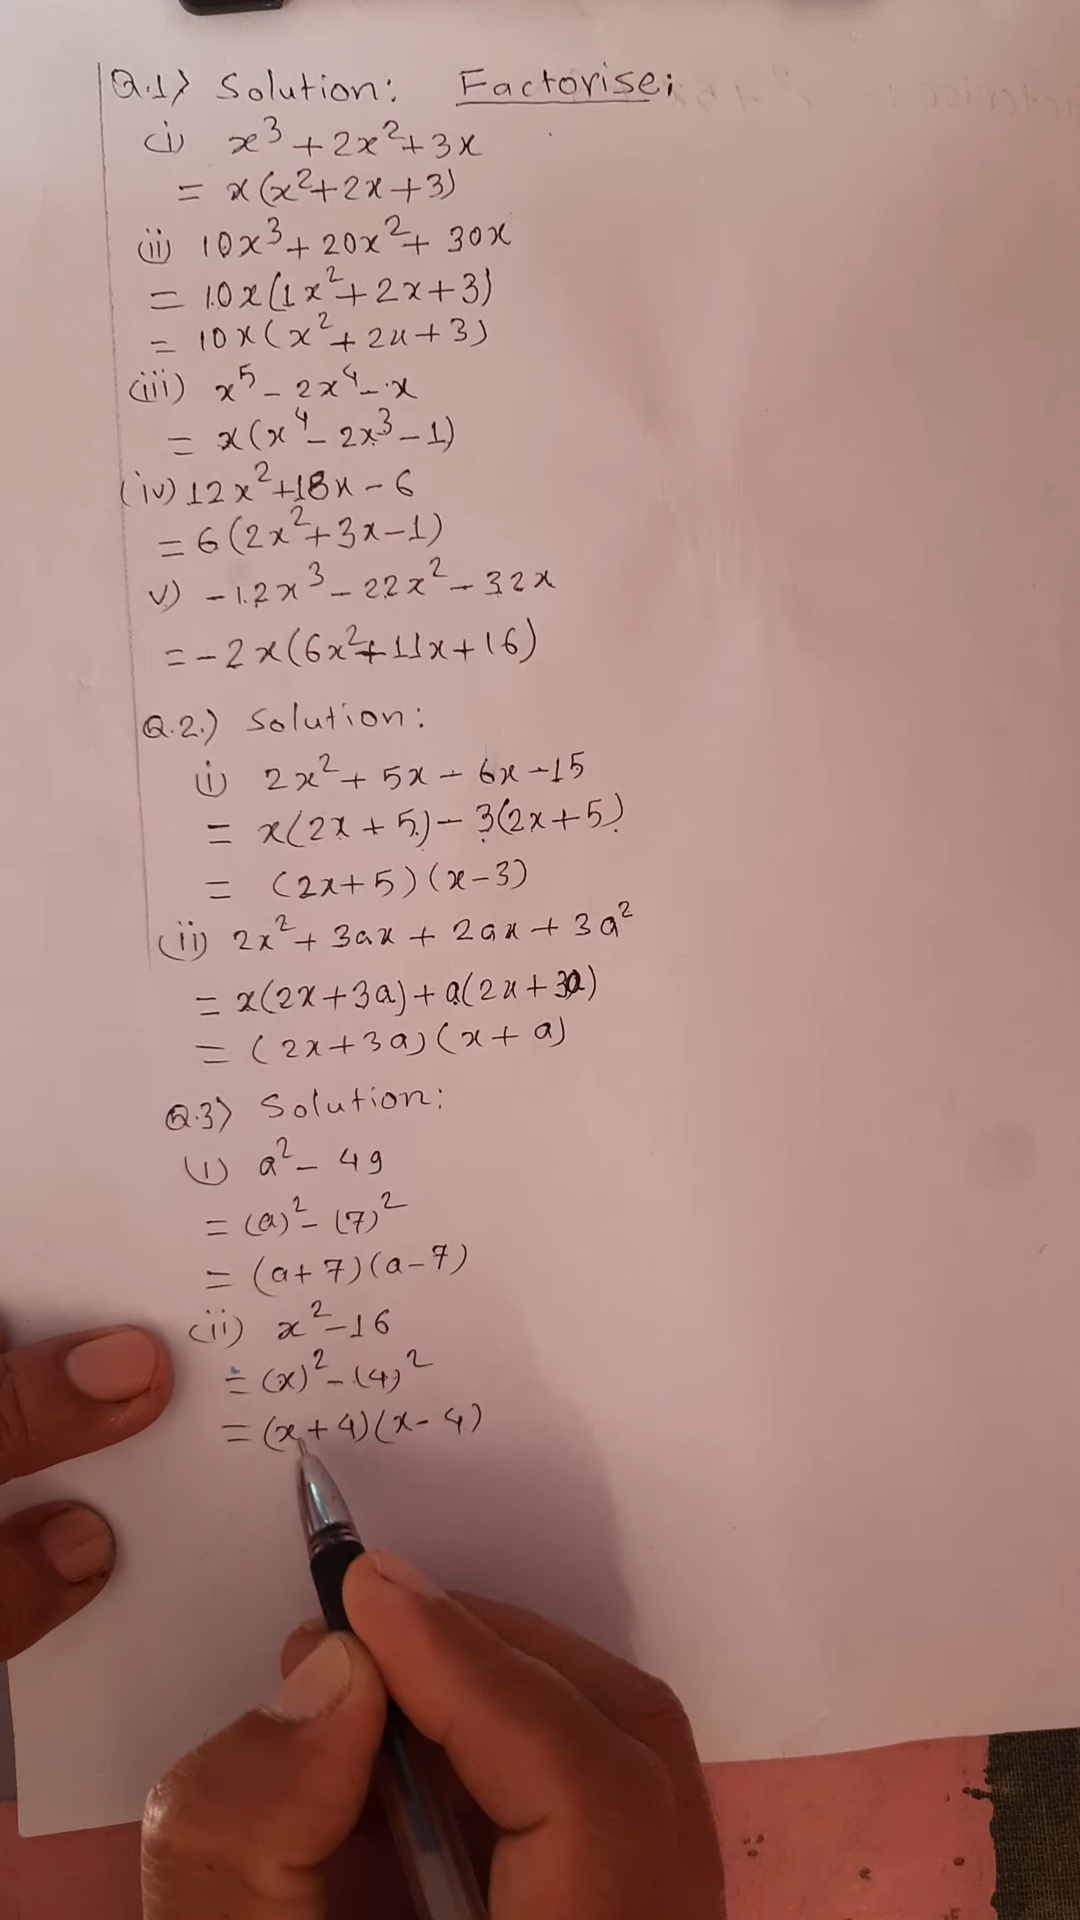 Q.1) Solution: Factorise:
(i) x³ + 2x² + 3x
= x(x² + 2x + 3)
(ii) 10x³ + 20x² + 30x
= 10x(1x² + 2x + 3)
= 10x(x² + 2x + 3)
(iii) x⁵ - 2x⁴ - x
= x(x⁴ - 2x³ - 1)
(iv) 12x² + 18x - 6
= 6(2x² + 3x - 1)
v) -12x³ - 22x² - 32x
= -2x(6x² + 11x + 16)
Q.2.) Solution:
(i) 2x² + 5x - 6x - 15
= x(2x + 5) - 3(2x + 5)
= (2x + 5)(x - 3)
(ii) 2x² + 3ax + 2ax + 3a²
= x(2x + 3a) + a(2x + 3a)
= (2x + 3a)(x + a)
Q.3) Solution:
(i) a² - 49
= (a)² - (7)²
= (a + 7)(a - 7)
(ii) x² - 16
= (x)² - (4)²
= (x + 4)(x - 4)